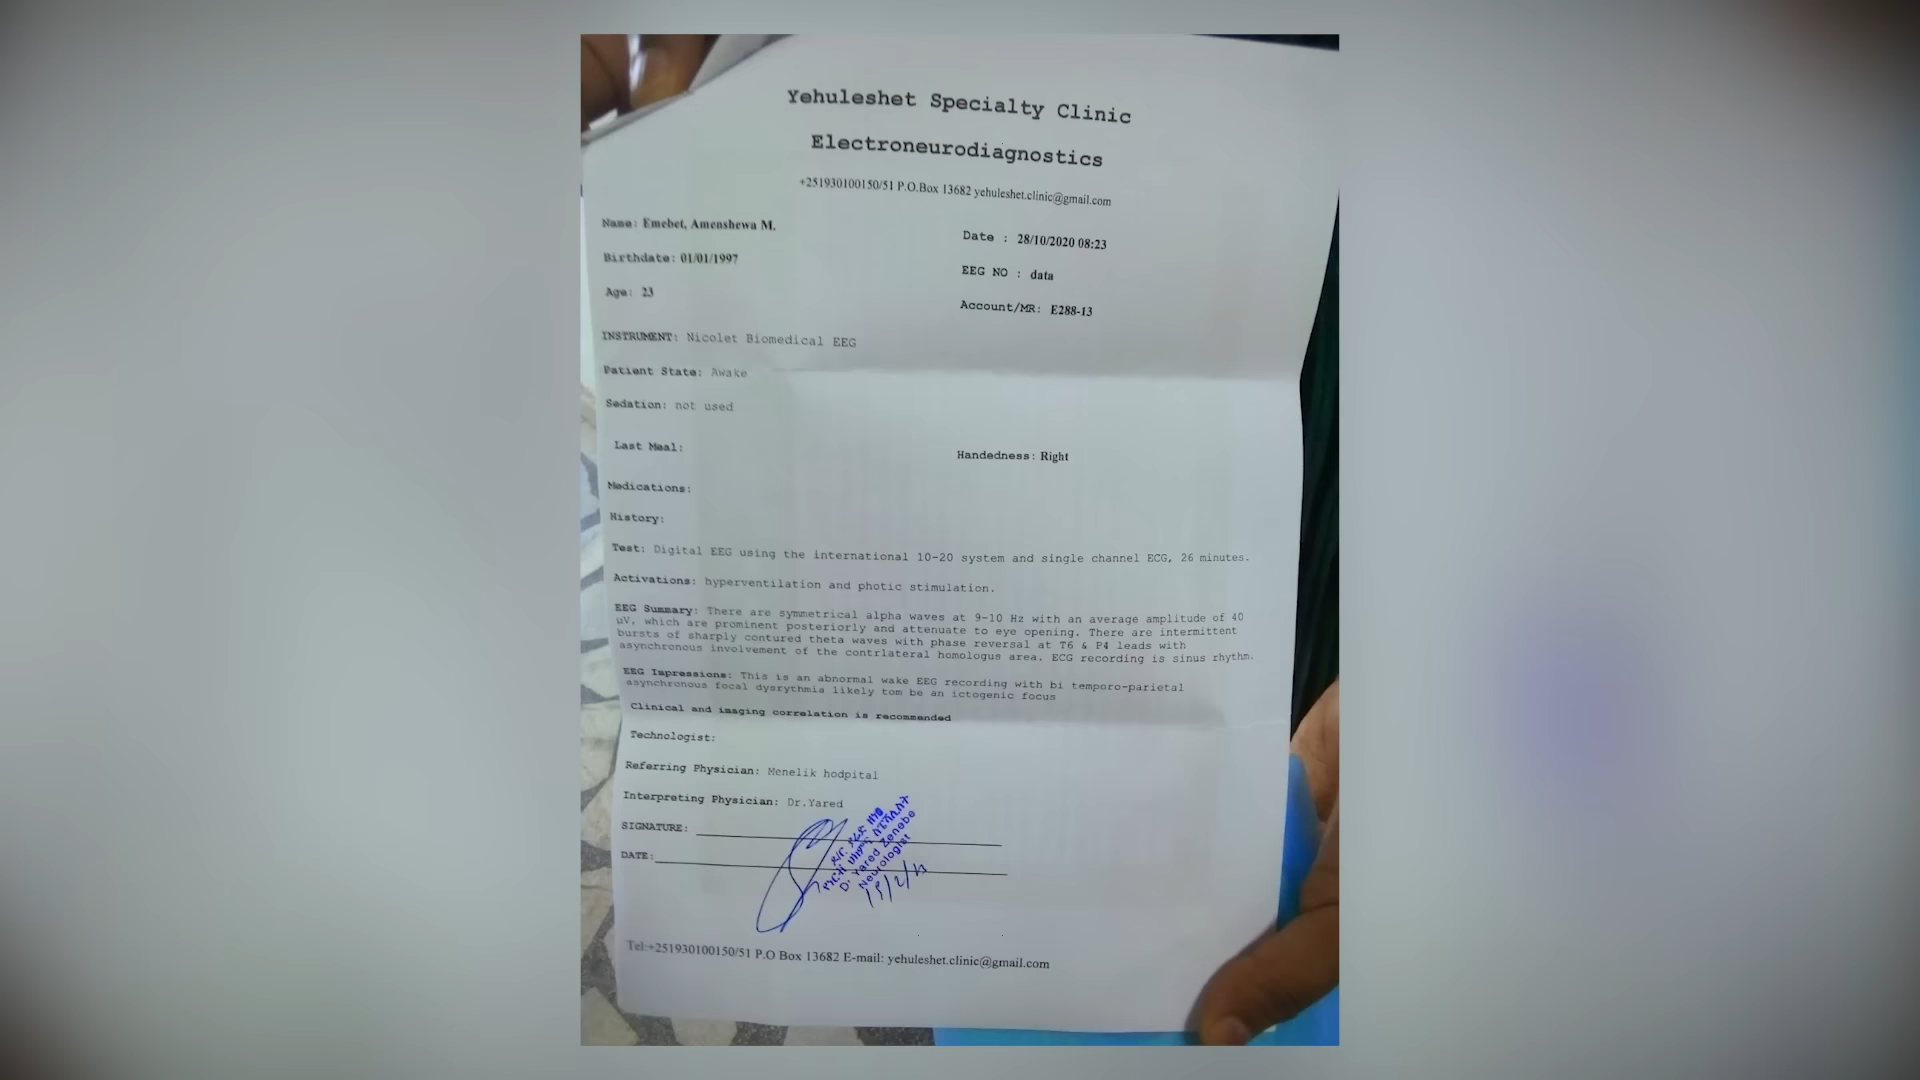 Yehuleshet Specialty Clinic
Electroneurodiagnostics
+251930100150/51 P.O.Box 13682 yehuleshet.clinic@gmail.com
Name: Emebet, Amenshewa M.
Date : 28/10/2020 08:23
Birthdate: 01/01/1997
EEG NO : data
Age: 23
Account/MR: E288-13
INSTRUMENT: Nicolet Biomedical EEG
Patient State: Awake
Sedation: not used
Last Meal:
Handedness: Right
Medications:
History:
Test: Digital EEG using the international 10-20 system and single channel ECG, 26 minutes.
Activations: hyperventilation and photic stimulation.
EEG Summary: There are symmetrical alpha waves at 9-10 Hz with an average amplitude of 40
µV, which are prominent posteriorly and attenuate to eye opening. There are intermittent
bursts of sharply contured theta waves with phase reversal at T6 & P4 leads with
asynchronous involvement of the contrlateral homologus area. ECG recording is sinus rhythm.
EEG Impressions: This is an abnormal wake EEG recording with bi temporo-parietal
asynchronous focal dysrythmia likely tom be an ictogenic focus
Clinical and imaging correlation is recommended
Technologist:
Referring Physician: Menelik hodpital
Interpreting Physician: Dr.Yared
SIGNATURE:
ዶ/ር ያሬድ ዘነበ
የነርቭ ህክምና ስፔሻሊስት
Dr. Yared Zenebe
Neurologist
DATE:
Tel:+251930100150/51 P.O Box 13682 E-mail: yehuleshet.clinic@gmail.com